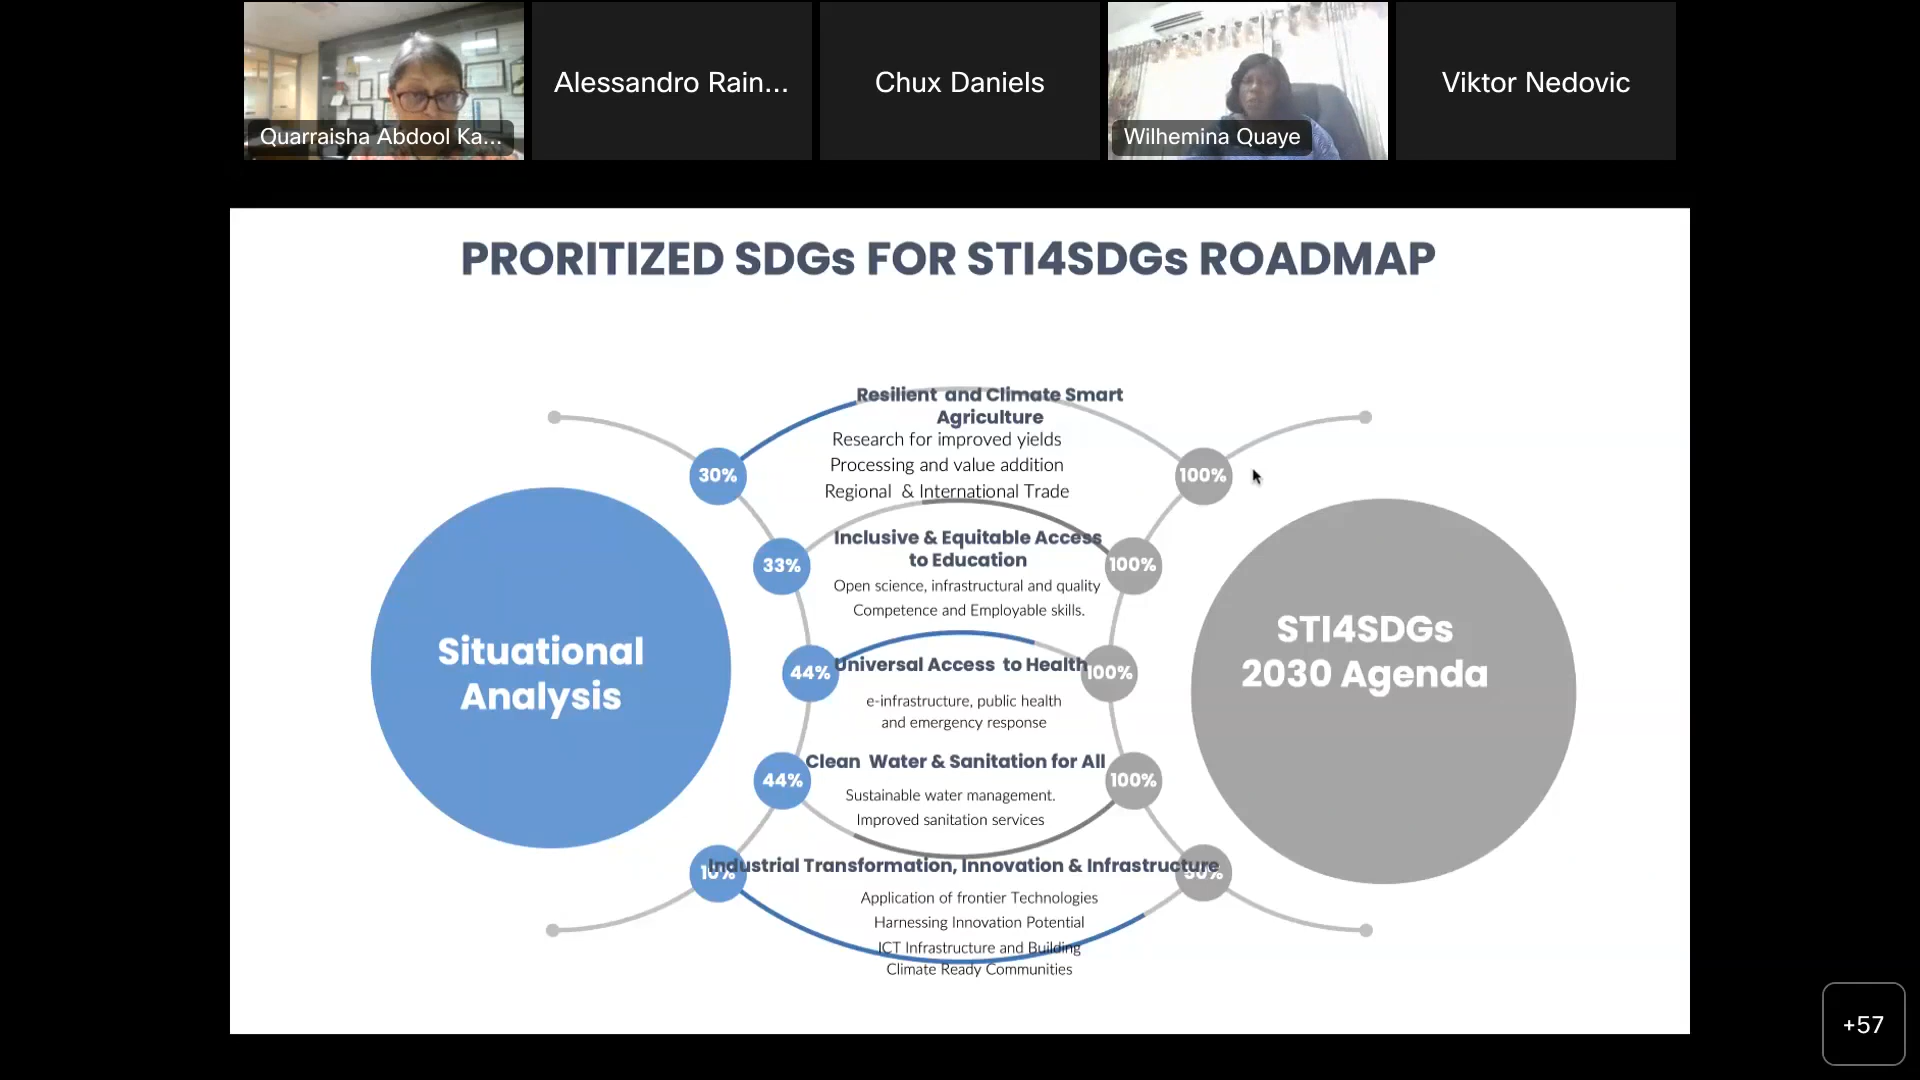 Alessandro Rain...
Chux Daniels
Viktor Nedovic
Quarraisha Abdool Ka...
Wilhemina Quaye
PRORITIZED SDGs FOR STI4SDGs ROADMAP
Resilient and Climate Smart
Agriculture
Research for improved yields
Processing and value addition
Regional & International Trade
30%
100%
Inclusive & Equitable Access
to Education
33%
100%
Open science, infrastructural and quality
Competence and Employable skills.
Situational
Analysis
STI4SDGs
2030 Agenda
Universal Access to Health
44%
100%
e-infrastructure, public health
and emergency response
Clean Water & Sanitation for All
44%
100%
Sustainable water management.
Improved sanitation services
Industrial Transformation, Innovation & Infrastructure
10%
Application of frontier Technologies
Harnessing Innovation Potential
ICT Infrastructure and Building
Climate Ready Communities
+57